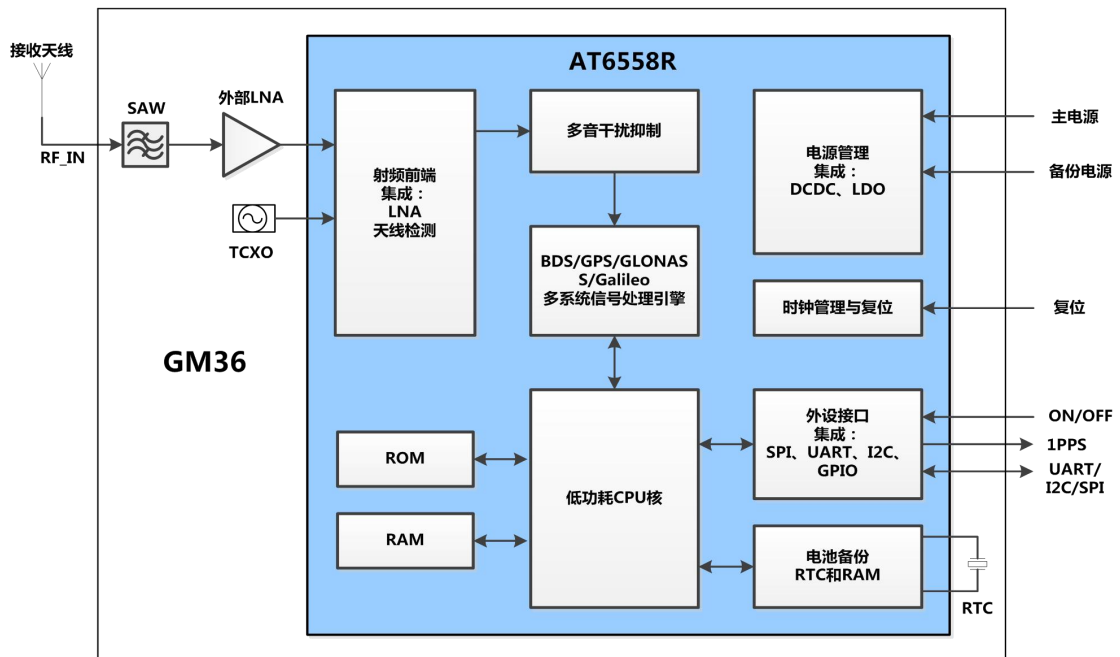 AT6558R
接收天线
SAW
外部LNA
RF_IN
TCXO
GM36
射频前端
集成：
LNA
天线检测
多音干扰抑制
BDS/GPS/GLONAS
S/Galileo
多系统信号处理引擎
电源管理
集成：
DCDC、LDO
主电源
备份电源
时钟管理与复位
复位
ROM
RAM
低功耗CPU核
外设接口
集成：
SPI、UART、I2C、
GPIO
ON/OFF
1PPS
UART/
I2C/SPI
电池备份
RTC和RAM
RTC